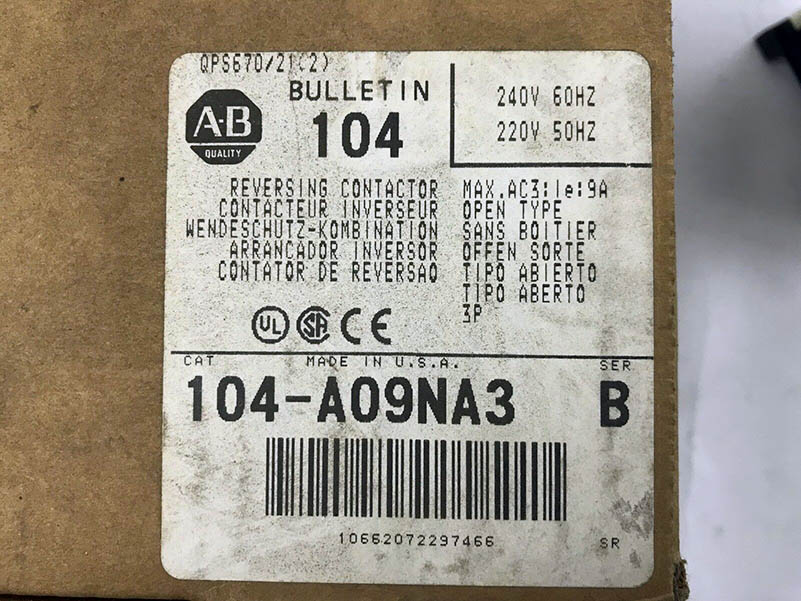 QPS670/21(2)
BULLETIN
104
A-B
QUALITY
240V 60HZ
220V 50HZ
REVERSING CONTACTOR
CONTACTEUR INVERSEUR
WENDESCHUTZ-KOMBINATION
ARRANCADOR INVERSOR
CONTATOR DE REVERSAO
MAX.AC3:Ie:9A
OPEN TYPE
SANS BOITIER
OFFEN SORTE
TIPO ABIERTO
TIPO ABERTO
3P
UL SA CE
CAT MADE IN U.S.A. SER
104-A09NA3 B
10662072297466 SR